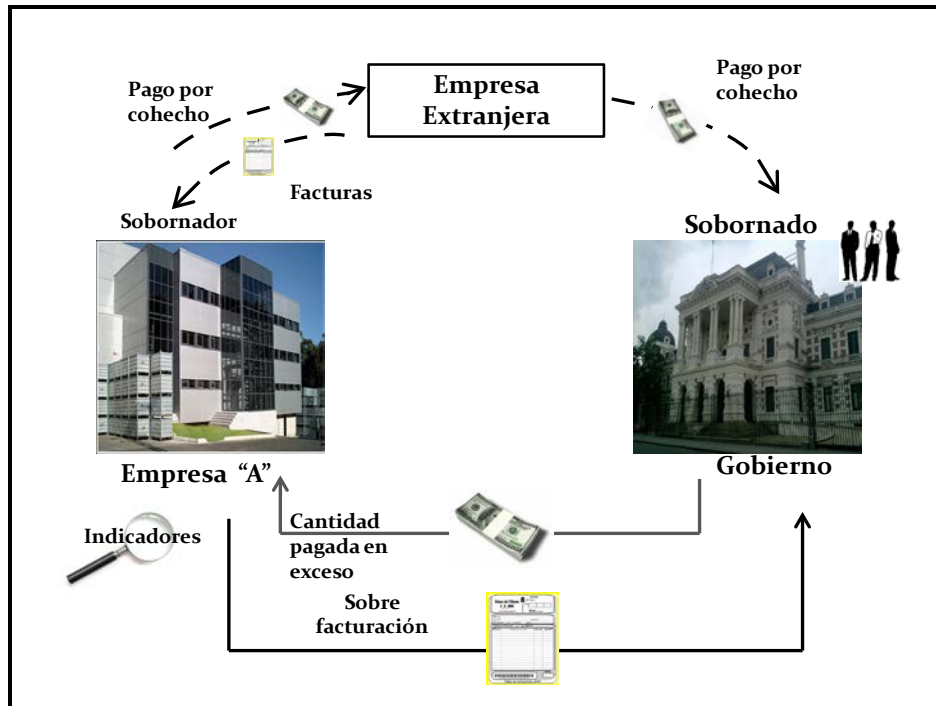 Pago por
cohecho
Empresa
Extranjera
Pago por
cohecho
Facturas
Sobornador
Sobornado
Empresa “A”
Gobierno
Indicadores
Cantidad
pagada en
exceso
Sobre
facturación